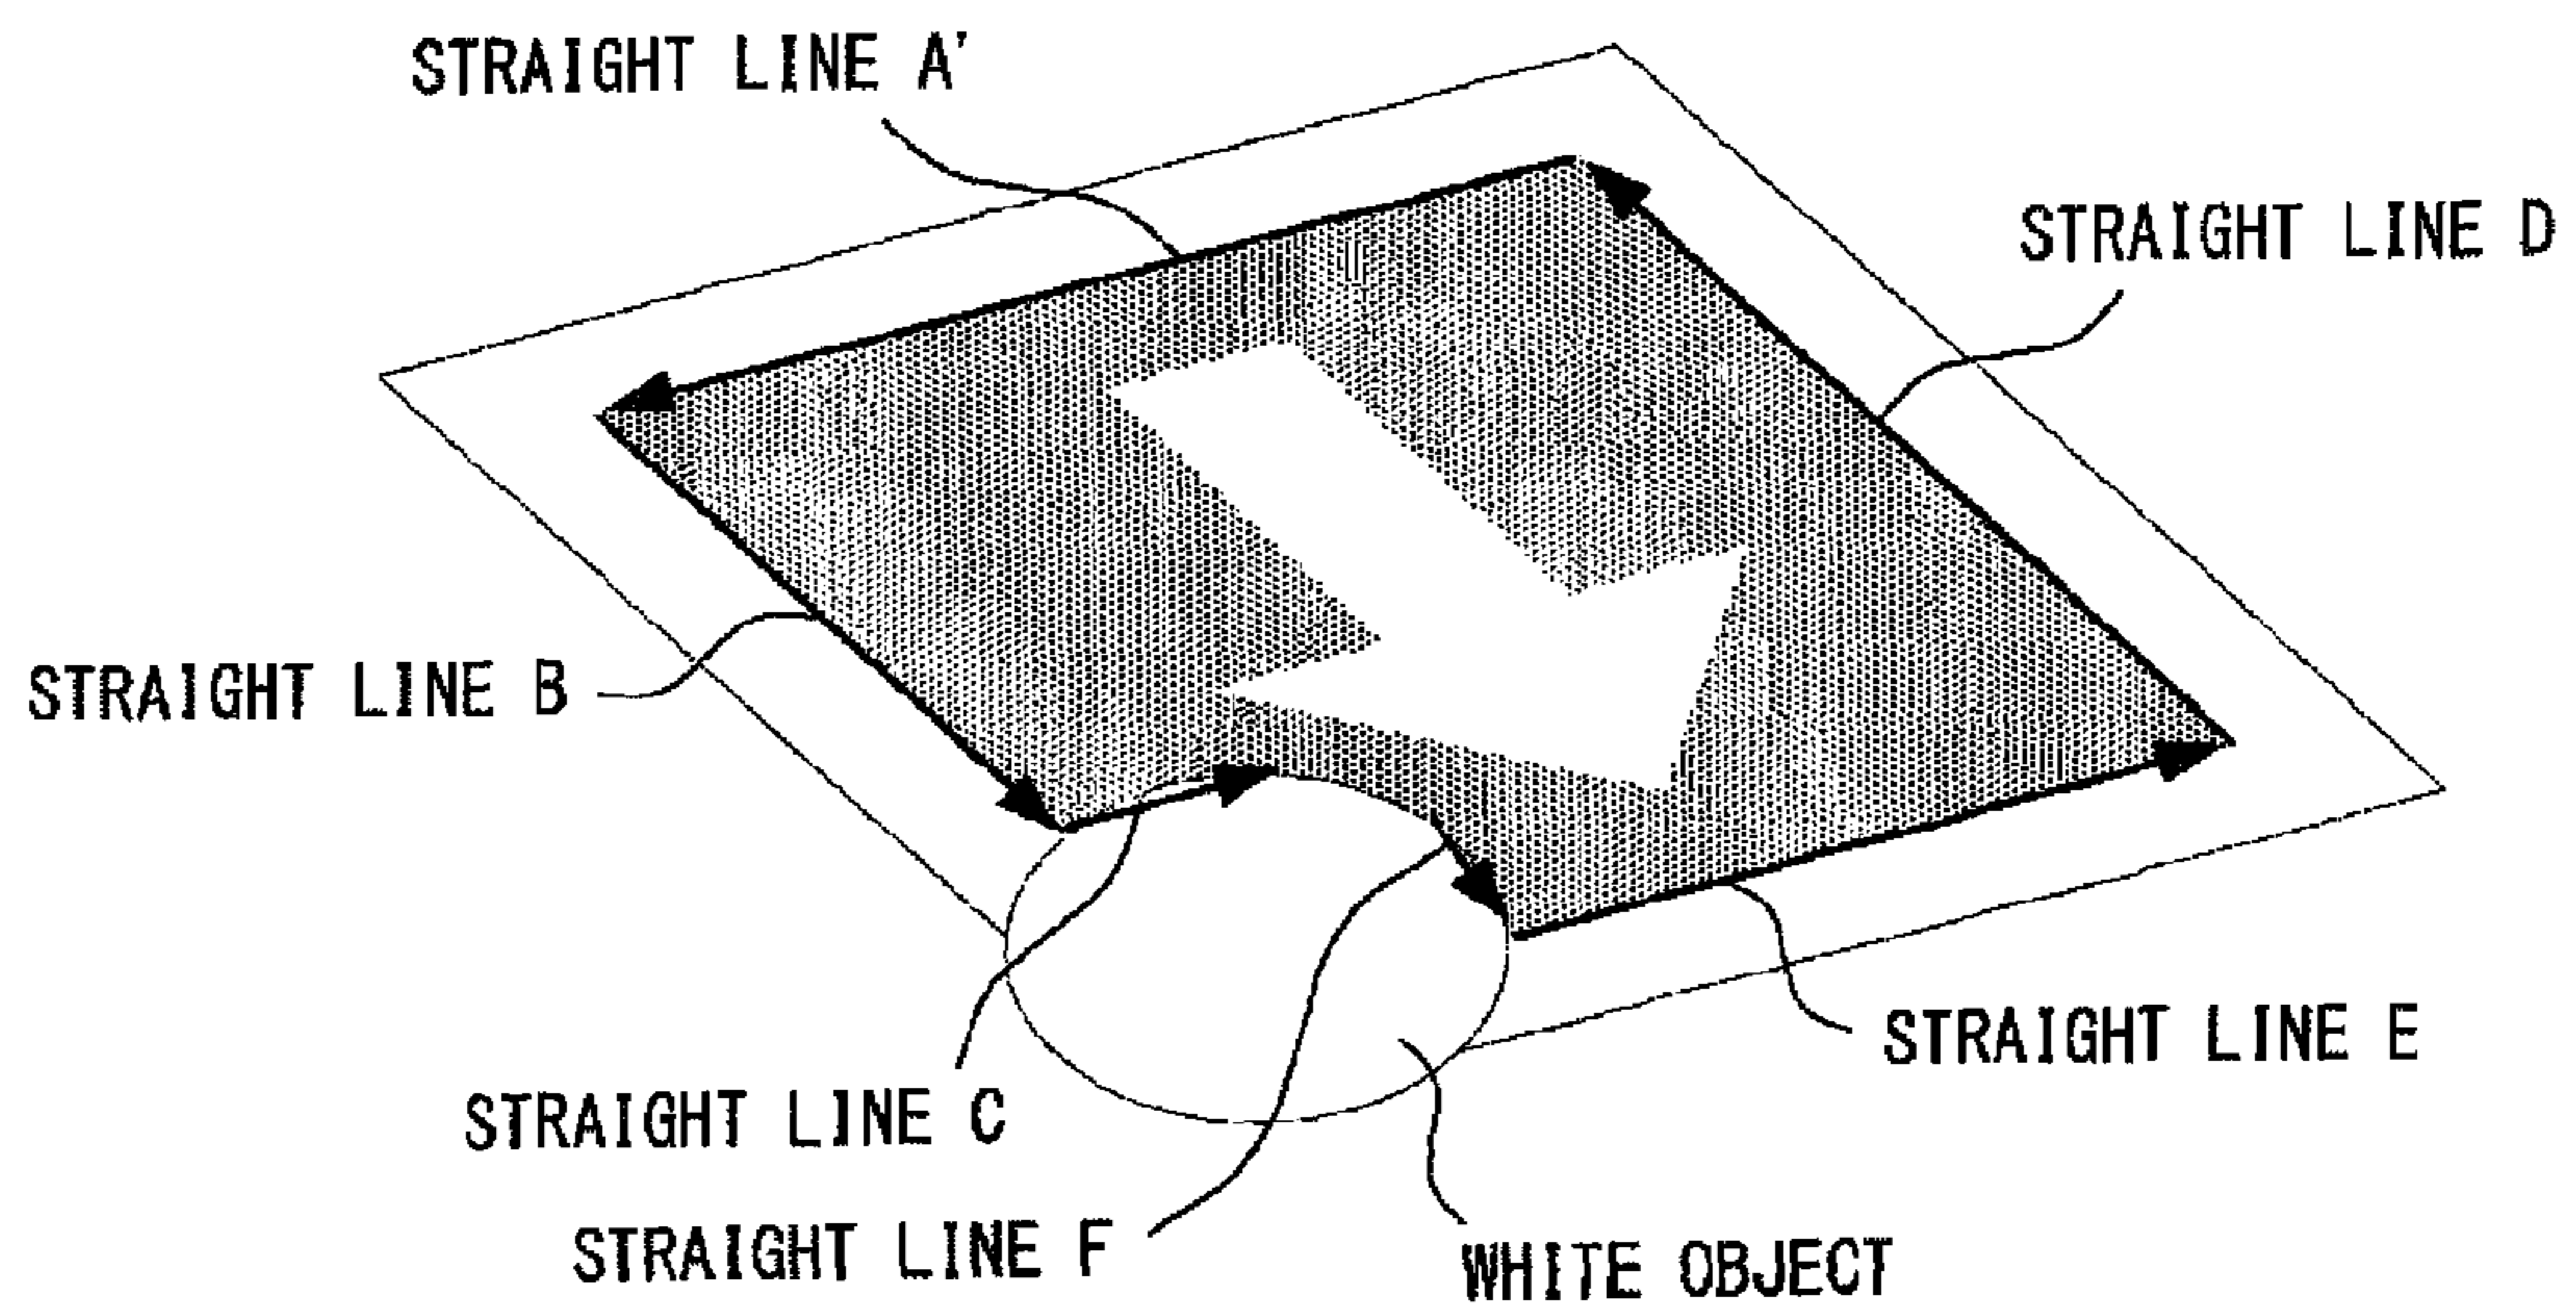 STRAIGHT LINE A'
STRAIGHT LINE D
STRAIGHT LINE B
STRAIGHT LINE E
STRAIGHT LINE C
STRAIGHT LINE F
WHITE OBJECT